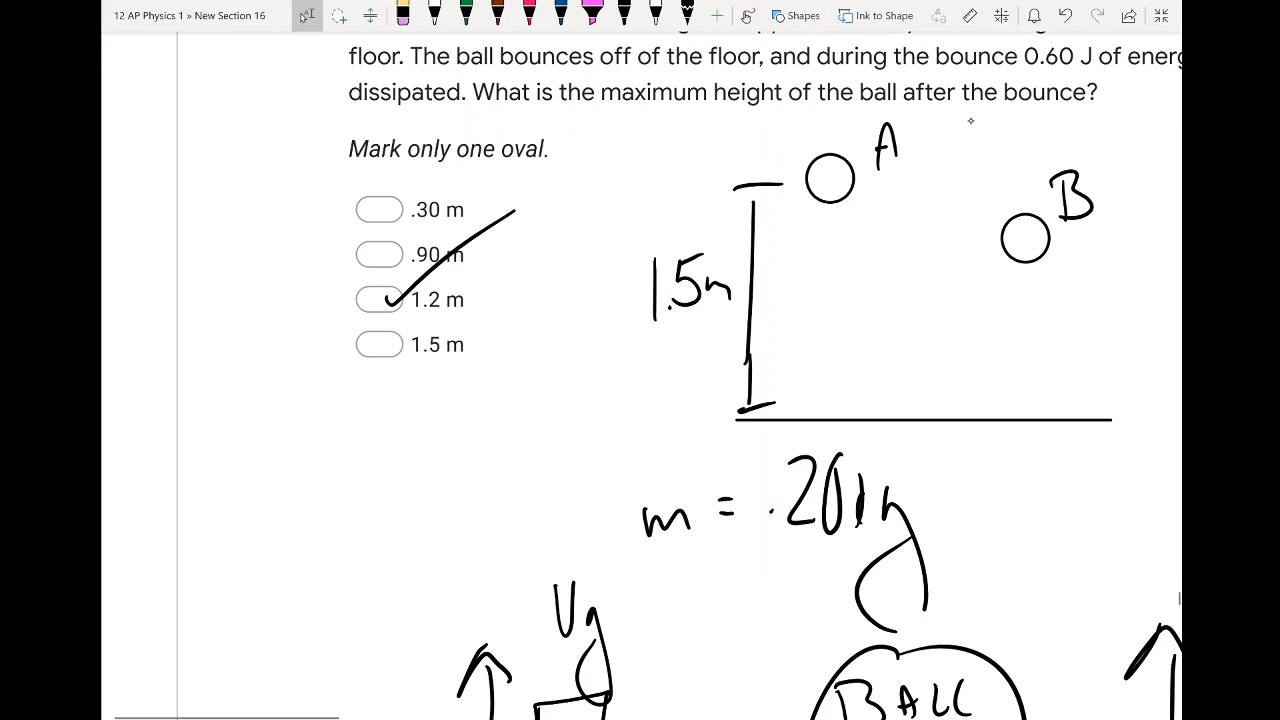 12 AP Physics 1 » New Section 16
Shapes
Ink to Shape
floor. The ball bounces off of the floor, and during the bounce 0.60 J of energ
dissipated. What is the maximum height of the ball after the bounce?
Mark only one oval.
.30 m
.90 m
1.2 m
1.5 m
A
B
1.5m
m = .20 kg
Ug
BALL